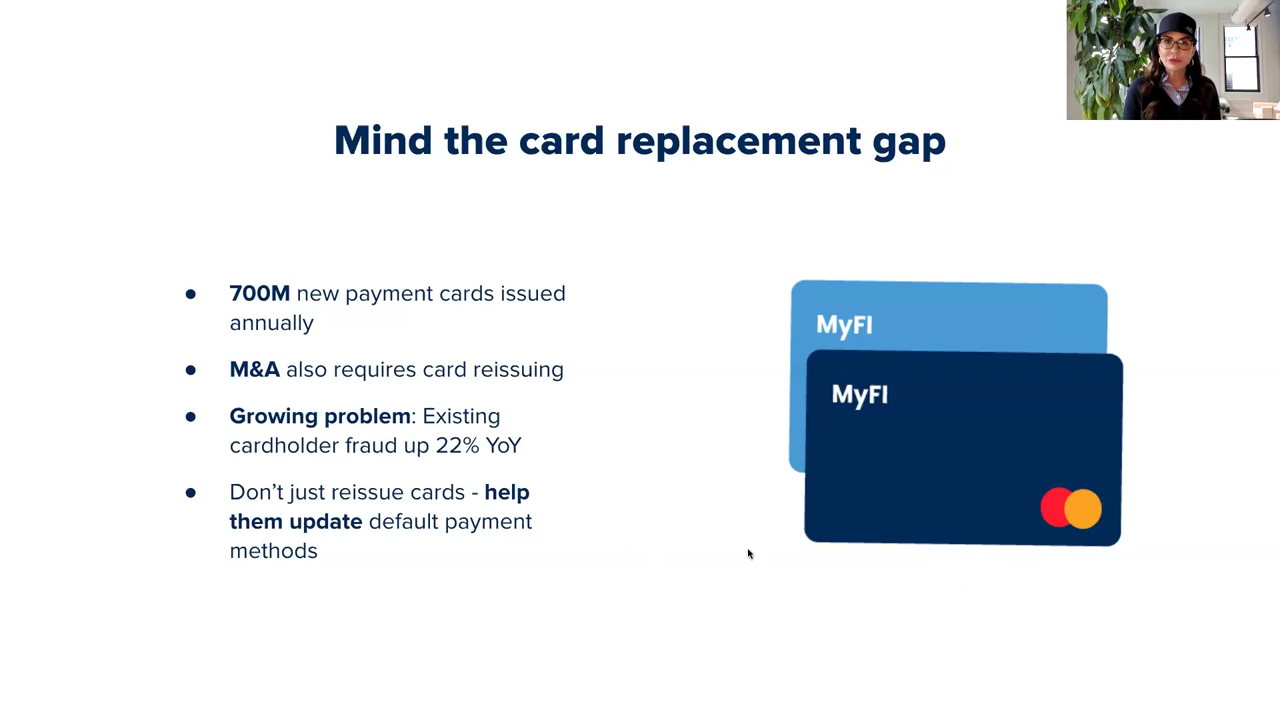 Mind the card replacement gap
● 700M new payment cards issued
annually
● M&A also requires card reissuing
● Growing problem: Existing
cardholder fraud up 22% YoY
● Don’t just reissue cards - help
them update default payment
methods
MyFI
MyFI